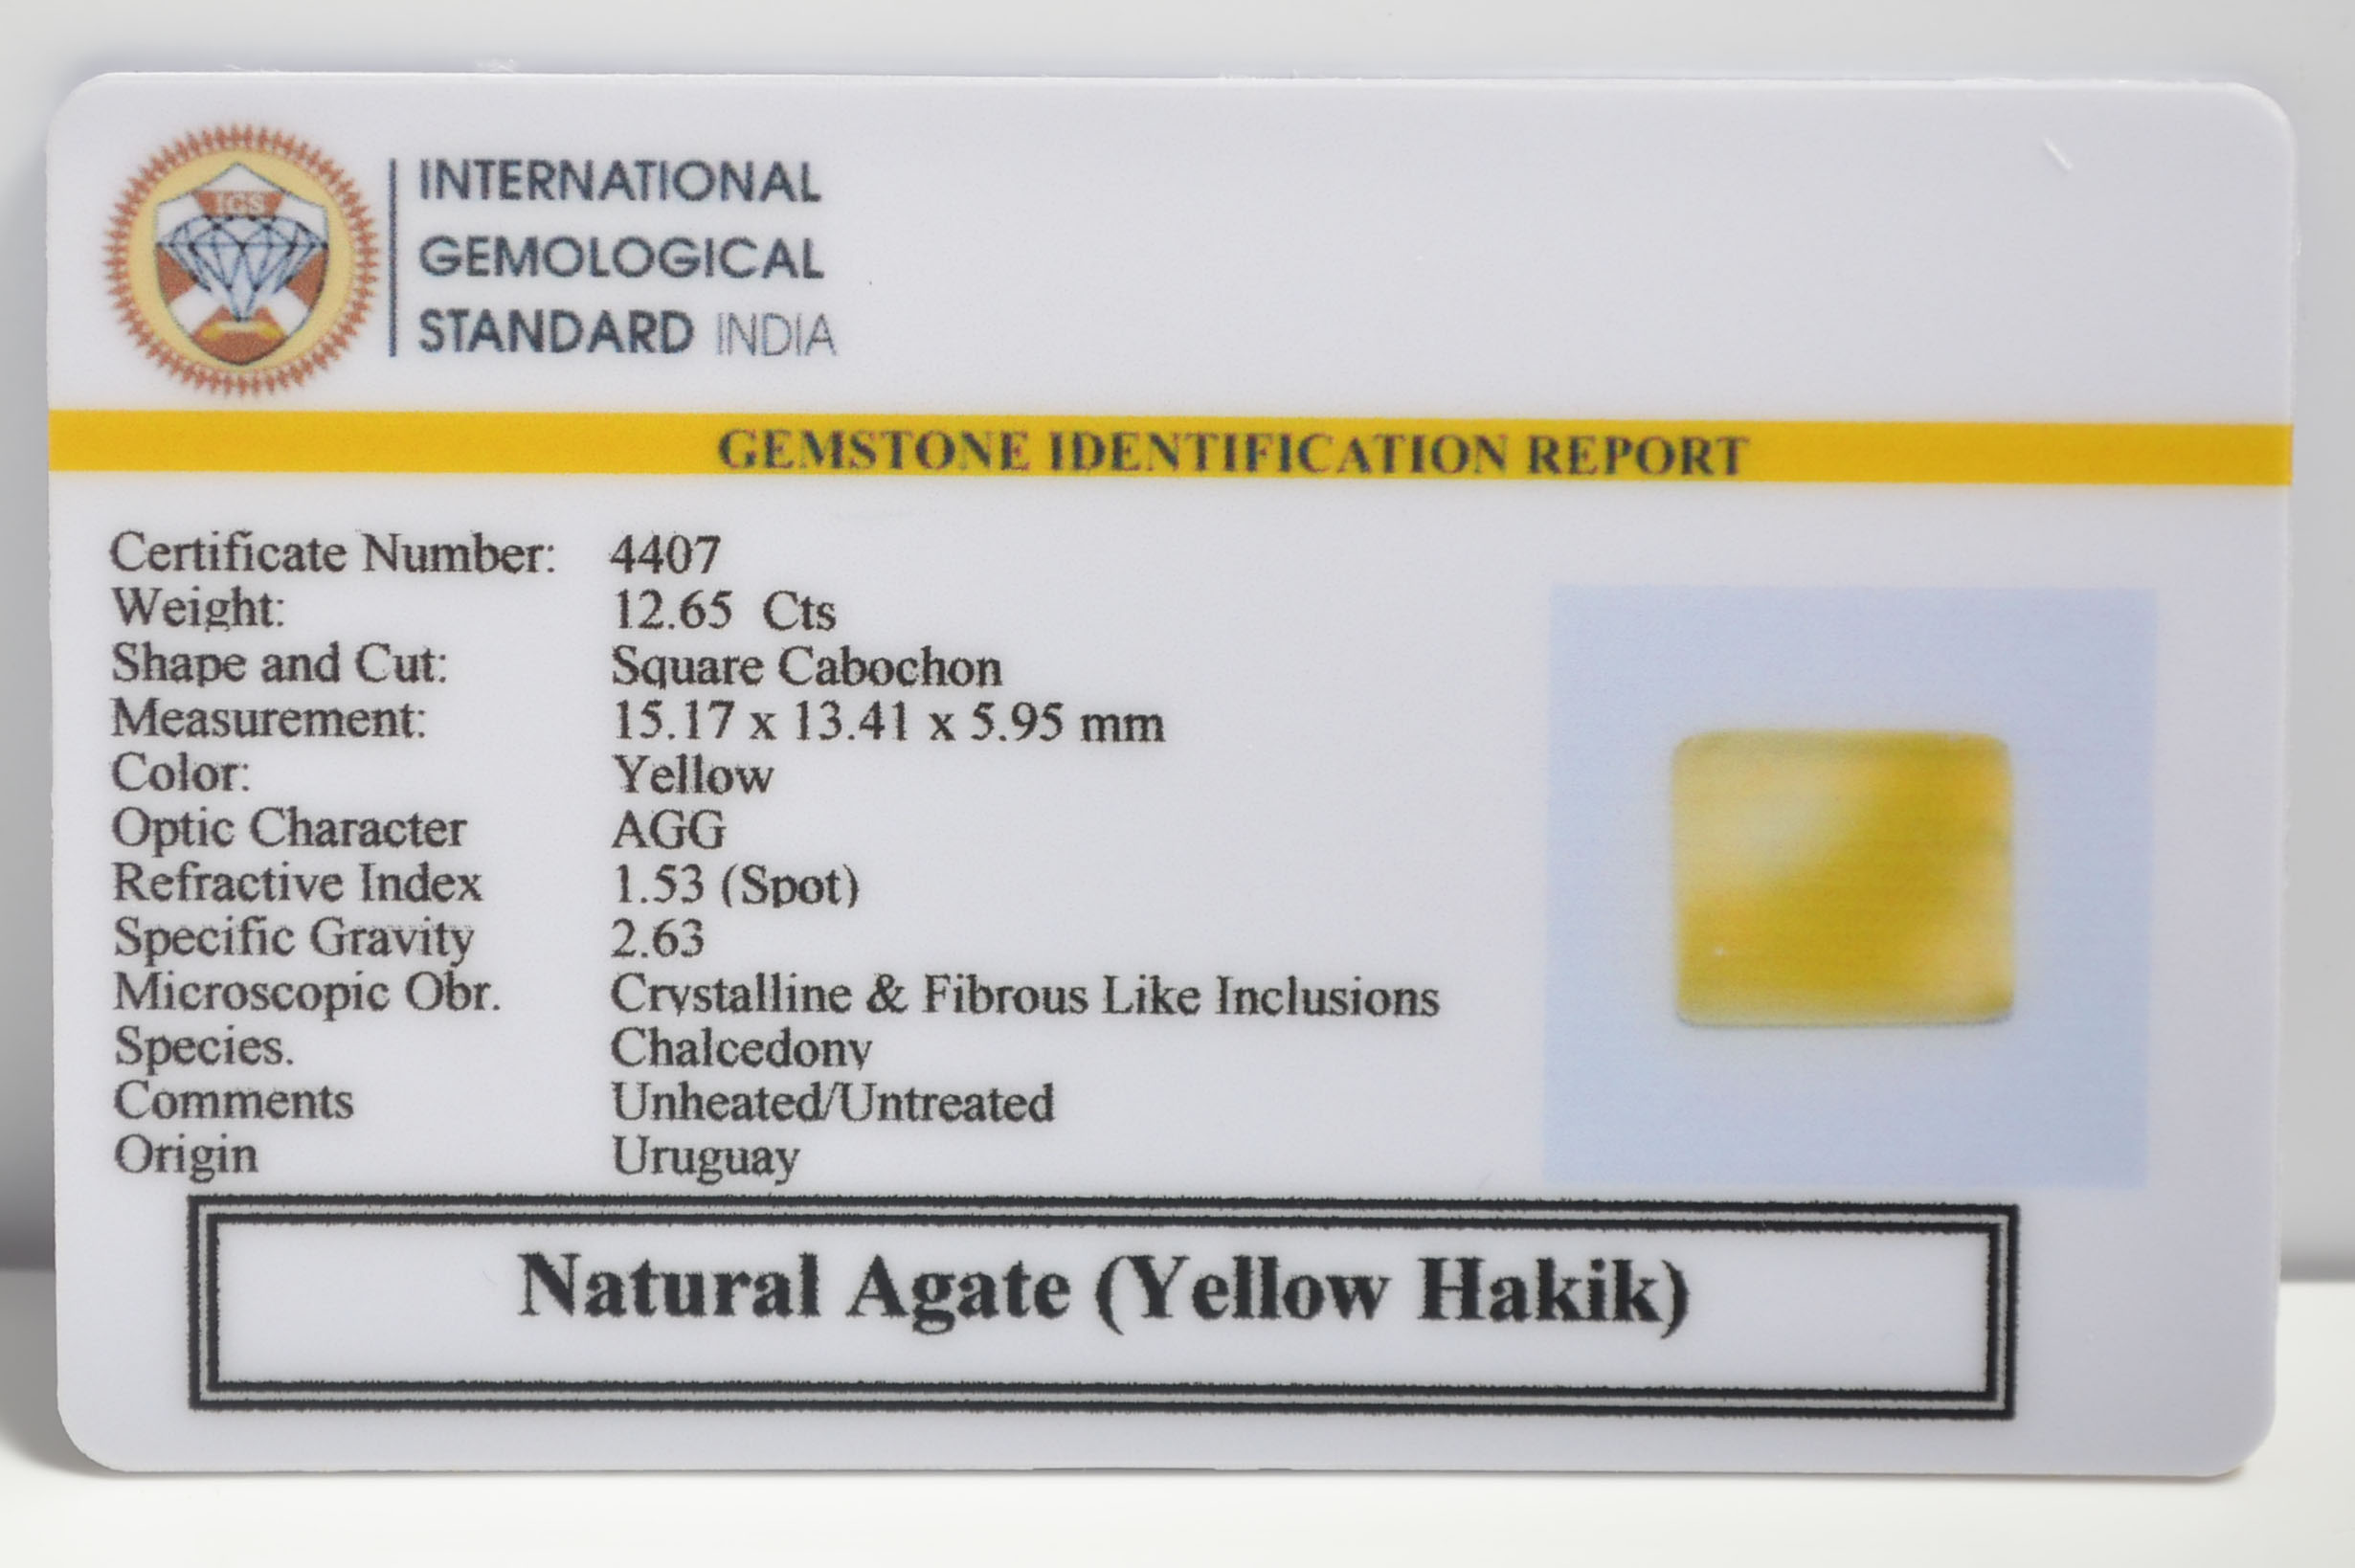 IGS
INTERNATIONAL
GEMOLOGICAL
STANDARD INDIA
GEMSTONE IDENTIFICATION REPORT
Certificate Number: 4407
Weight: 12.65 Cts
Shape and Cut: Square Cabochon
Measurement: 15.17 x 13.41 x 5.95 mm
Color: Yellow
Optic Character AGG
Refractive Index 1.53 (Spot)
Specific Gravity 2.63
Microscopic Obr. Crystalline & Fibrous Like Inclusions
Species. Chalcedony
Comments Unheated/Untreated
Origin Uruguay
Natural Agate (Yellow Hakik)